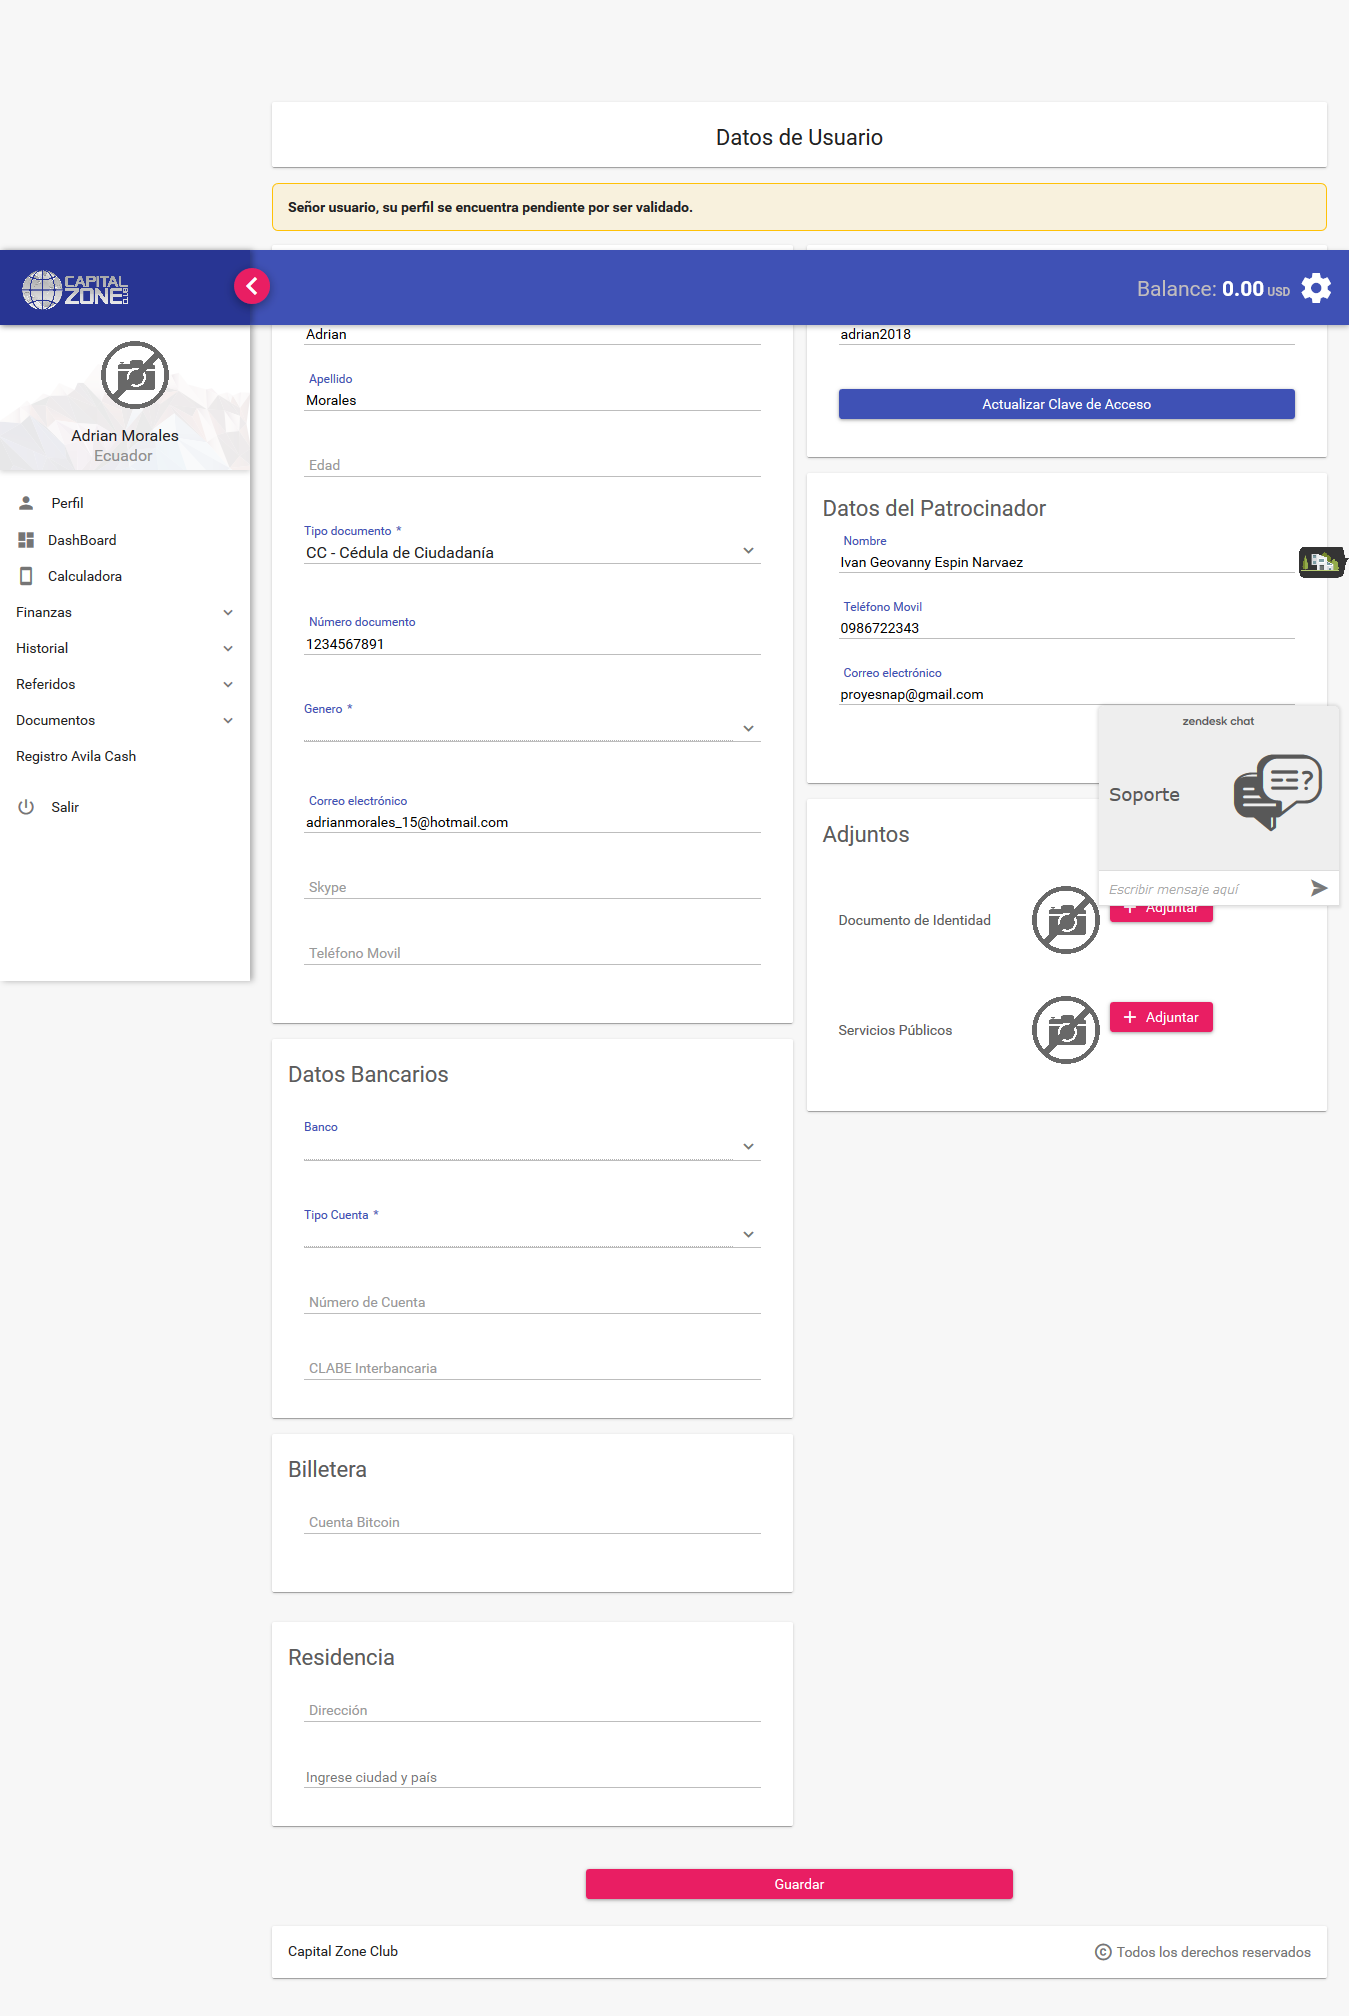 Datos de Usuario
Señor usuario, su perfil se encuentra pendiente por ser validado.
CAPITAL
ZONE CLUB
Balance: 0.00 USD
Adrian Morales
Ecuador
Perfil
DashBoard
Calculadora
Finanzas
Historial
Referidos
Documentos
Registro Avila Cash
Salir
Adrian
Apellido
Morales
Edad
Tipo documento *
CC - Cédula de Ciudadanía
Número documento
1234567891
Genero *
Correo electrónico
adrianmorales_15@hotmail.com
Skype
Teléfono Movil
Datos Bancarios
Banco
Tipo Cuenta *
Número de Cuenta
CLABE Interbancaria
Billetera
Cuenta Bitcoin
Residencia
Dirección
Ingrese ciudad y país
adrian2018
Actualizar Clave de Acceso
Datos del Patrocinador
Nombre
Ivan Geovanny Espin Narvaez
Teléfono Movil
0986722343
Correo electrónico
proyesnap@gmail.com
zendesk chat
Soporte
Escribir mensaje aquí
Adjuntos
Documento de Identidad
+ Adjuntar
Servicios Públicos
+ Adjuntar
Guardar
Capital Zone Club
© Todos los derechos reservados